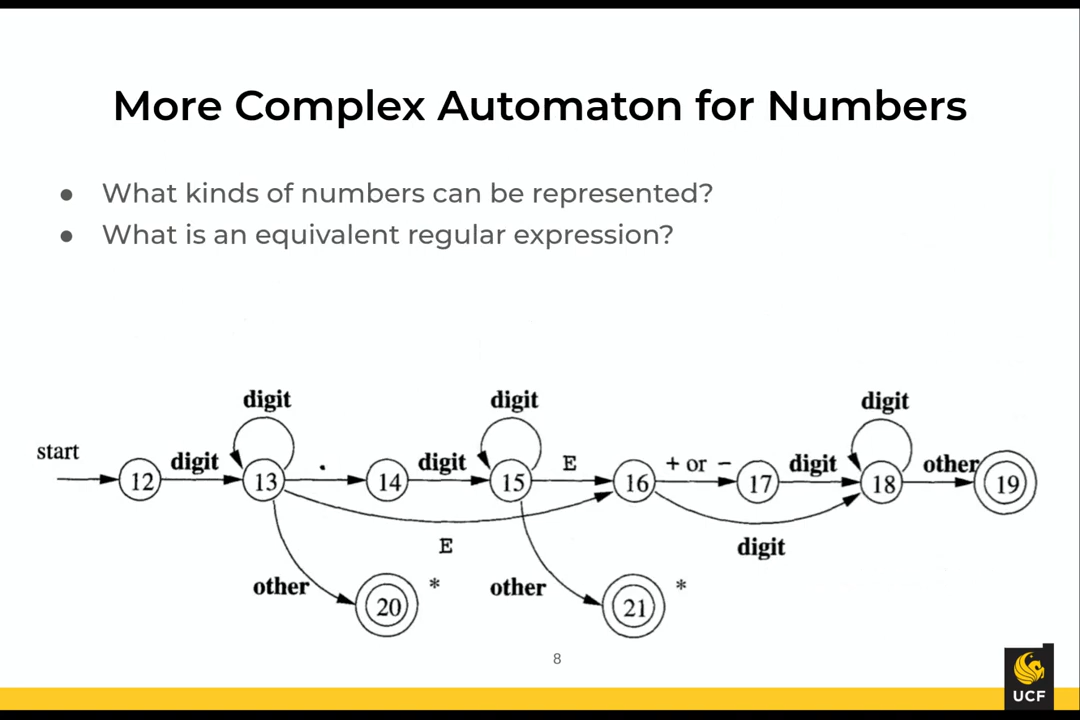 More Complex Automaton for Numbers
● What kinds of numbers can be represented?
● What is an equivalent regular expression?
digit digit digit
start digit . digit E + or - digit other
12 13 14 15 16 17 18 19
E digit
other * other *
20 21
8
UCF